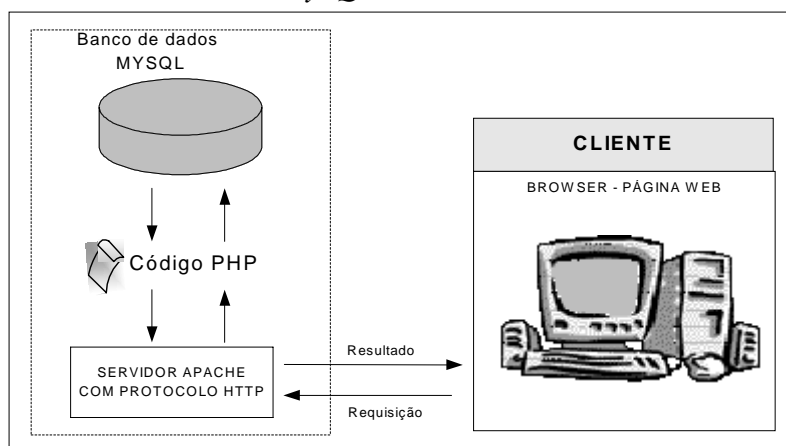 Banco de dados
MYSQL
Código PHP
SERVIDOR APACHE
COM PROTOCOLO HTTP
Resultado
Requisição
CLIENTE
BROWSER - PÁGINA WEB